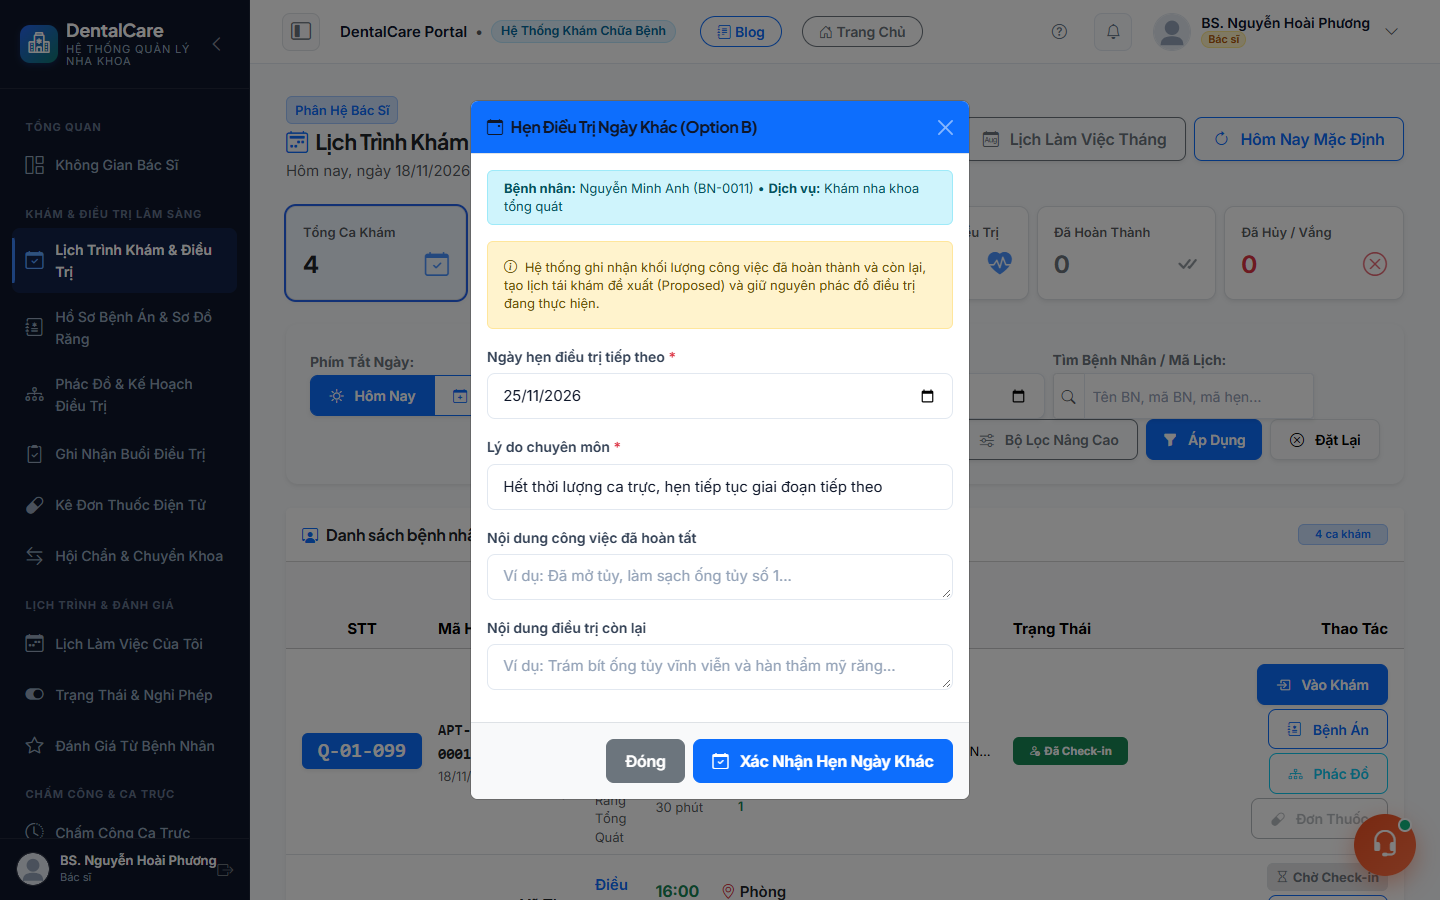 DentalCare
HỆ THỐNG QUẢN LÝ
NHA KHOA
TỔNG QUAN
Không Gian Bác Sĩ
KHÁM & ĐIỀU TRỊ LÂM SÀNG
Lịch Trình Khám & Điều
Trị
Hồ Sơ Bệnh Án & Sơ Đồ
Răng
Phác Đồ & Kế Hoạch
Điều Trị
Ghi Nhận Buổi Điều Trị
Kê Đơn Thuốc Điện Tử
Hội Chẩn & Chuyển Khoa
LỊCH TRÌNH & ĐÁNH GIÁ
Lịch Làm Việc Của Tôi
Trạng Thái & Nghỉ Phép
Đánh Giá Từ Bệnh Nhân
CHẤM CÔNG & CA TRỰC
Chấm Công Ca Trực
BS. Nguyễn Hoài Phương
Bác sĩ
DentalCare Portal • Hệ Thống Khám Chữa Bệnh
Blog
Trang Chủ
BS. Nguyễn Hoài Phương
Bác sĩ
Phân Hệ Bác Sĩ
Lịch Trình Khám
Hôm nay, ngày 18/11/2026
Lịch Làm Việc Tháng
Hôm Nay Mặc Định
Tổng Ca Khám
4
Trị
Đã Hoàn Thành
0
Đã Hủy / Vắng
0
Phím Tắt Ngày:
Hôm Nay
Tìm Bệnh Nhân / Mã Lịch:
Tên BN, mã BN, mã hẹn...
Bộ Lọc Nâng Cao
Áp Dụng
Đặt Lại
Danh sách bệnh
4 ca khám
STT
Mã
Trạng Thái
Thao Tác
Q-01-099
APT-
0001
18/11/
Răng
Tổng
Quát
30 phút
1
N...
Đã Check-in
Vào Khám
Bệnh Án
Phác Đồ
Đơn Thuốc
Điều
16:00
Phòng
Chờ Check-in
Hẹn Điều Trị Ngày Khác (Option B)
Bệnh nhân: Nguyễn Minh Anh (BN-0011) • Dịch vụ: Khám nha khoa
tổng quát
Hệ thống ghi nhận khối lượng công việc đã hoàn thành và còn lại,
tạo lịch tái khám đề xuất (Proposed) và giữ nguyên phác đồ điều trị
đang thực hiện.
Ngày hẹn điều trị tiếp theo *
25/11/2026
Lý do chuyên môn *
Hết thời lượng ca trực, hẹn tiếp tục giai đoạn tiếp theo
Nội dung công việc đã hoàn tất
Ví dụ: Đã mở tủy, làm sạch ống tủy số 1...
Nội dung điều trị còn lại
Ví dụ: Trám bít ống tủy vĩnh viễn và hàn thẩm mỹ răng...
Đóng
Xác Nhận Hẹn Ngày Khác